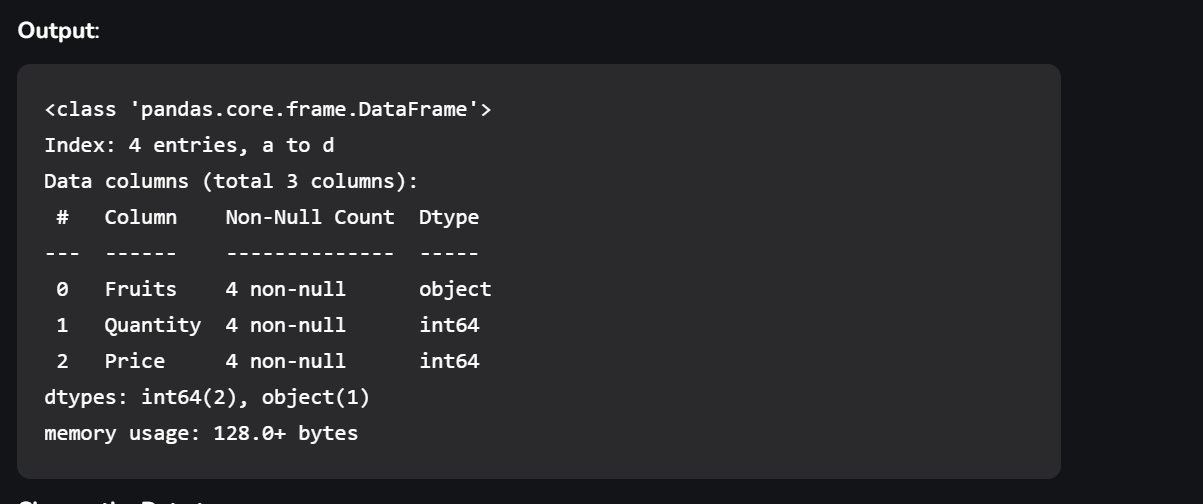 Output:
<class 'pandas.core.frame.DataFrame'>
Index: 4 entries, a to d
Data columns (total 3 columns):
 #   Column    Non-Null Count  Dtype
---  ------    --------------  -----
 0   Fruits    4 non-null      object
 1   Quantity  4 non-null      int64
 2   Price     4 non-null      int64
dtypes: int64(2), object(1)
memory usage: 128.0+ bytes